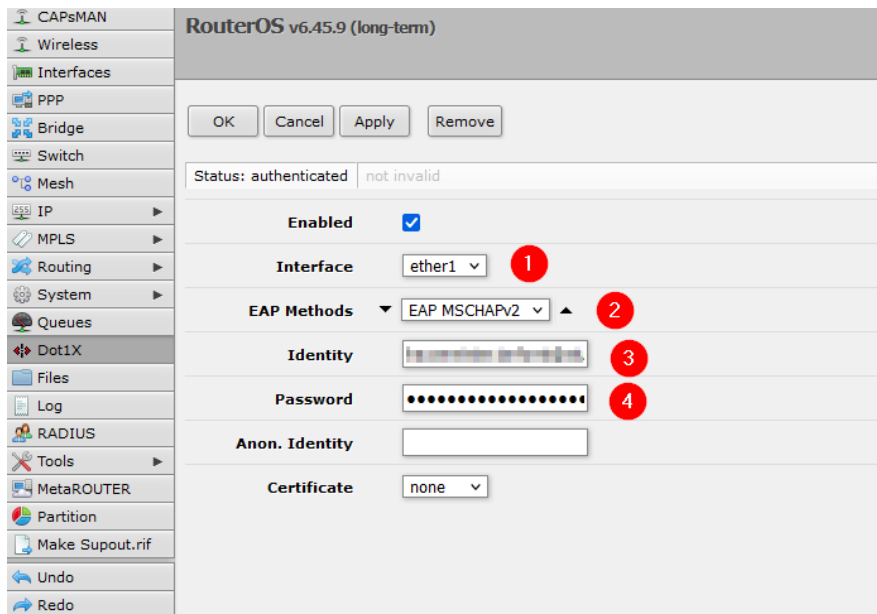 CAPsMAN
Wireless
Interfaces
PPP
Bridge
Switch
Mesh
255 IP
MPLS
Routing
System
Queues
Dot1X
Files
Log
RADIUS
Tools
MetaROUTER
Partition
Make Supout.rif
Undo
Redo
RouterOS v6.45.9 (long-term)
OK Cancel Apply Remove
Status: authenticated not invalid
Enabled
Interface ether1 1
EAP Methods EAP MSCHAPv2 2
Identity 3
Password 4
Anon. Identity
Certificate none